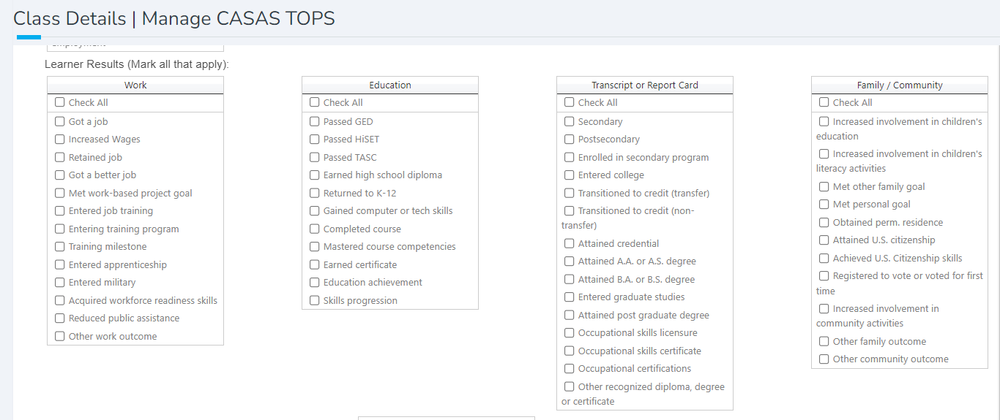 Class Details | Manage CASAS TOPS
Learner Results (Mark all that apply):
Work
Check All
Got a job
Increased Wages
Retained job
Got a better job
Met work-based project goal
Entered job training
Entering training program
Training milestone
Entered apprenticeship
Entered military
Acquired workforce readiness skills
Reduced public assistance
Other work outcome
Education
Check All
Passed GED
Passed HiSET
Passed TASC
Earned high school diploma
Returned to K-12
Gained computer or tech skills
Completed course
Mastered course competencies
Earned certificate
Education achievement
Skills progression
Transcript or Report Card
Check All
Secondary
Postsecondary
Enrolled in secondary program
Entered college
Transitioned to credit (transfer)
Transitioned to credit (non-
transfer)
Attained credential
Attained A.A. or A.S. degree
Attained B.A. or B.S. degree
Entered graduate studies
Attained post graduate degree
Occupational skills licensure
Occupational skills certificate
Occupational certifications
Other recognized diploma, degree
or certificate
Family / Community
Check All
Increased involvement in children's
education
Increased involvement in children's
literacy activities
Met other family goal
Met personal goal
Obtained perm. residence
Attained U.S. citizenship
Achieved U.S. Citizenship skills
Registered to vote or voted for first
time
Increased involvement in
community activities
Other family outcome
Other community outcome